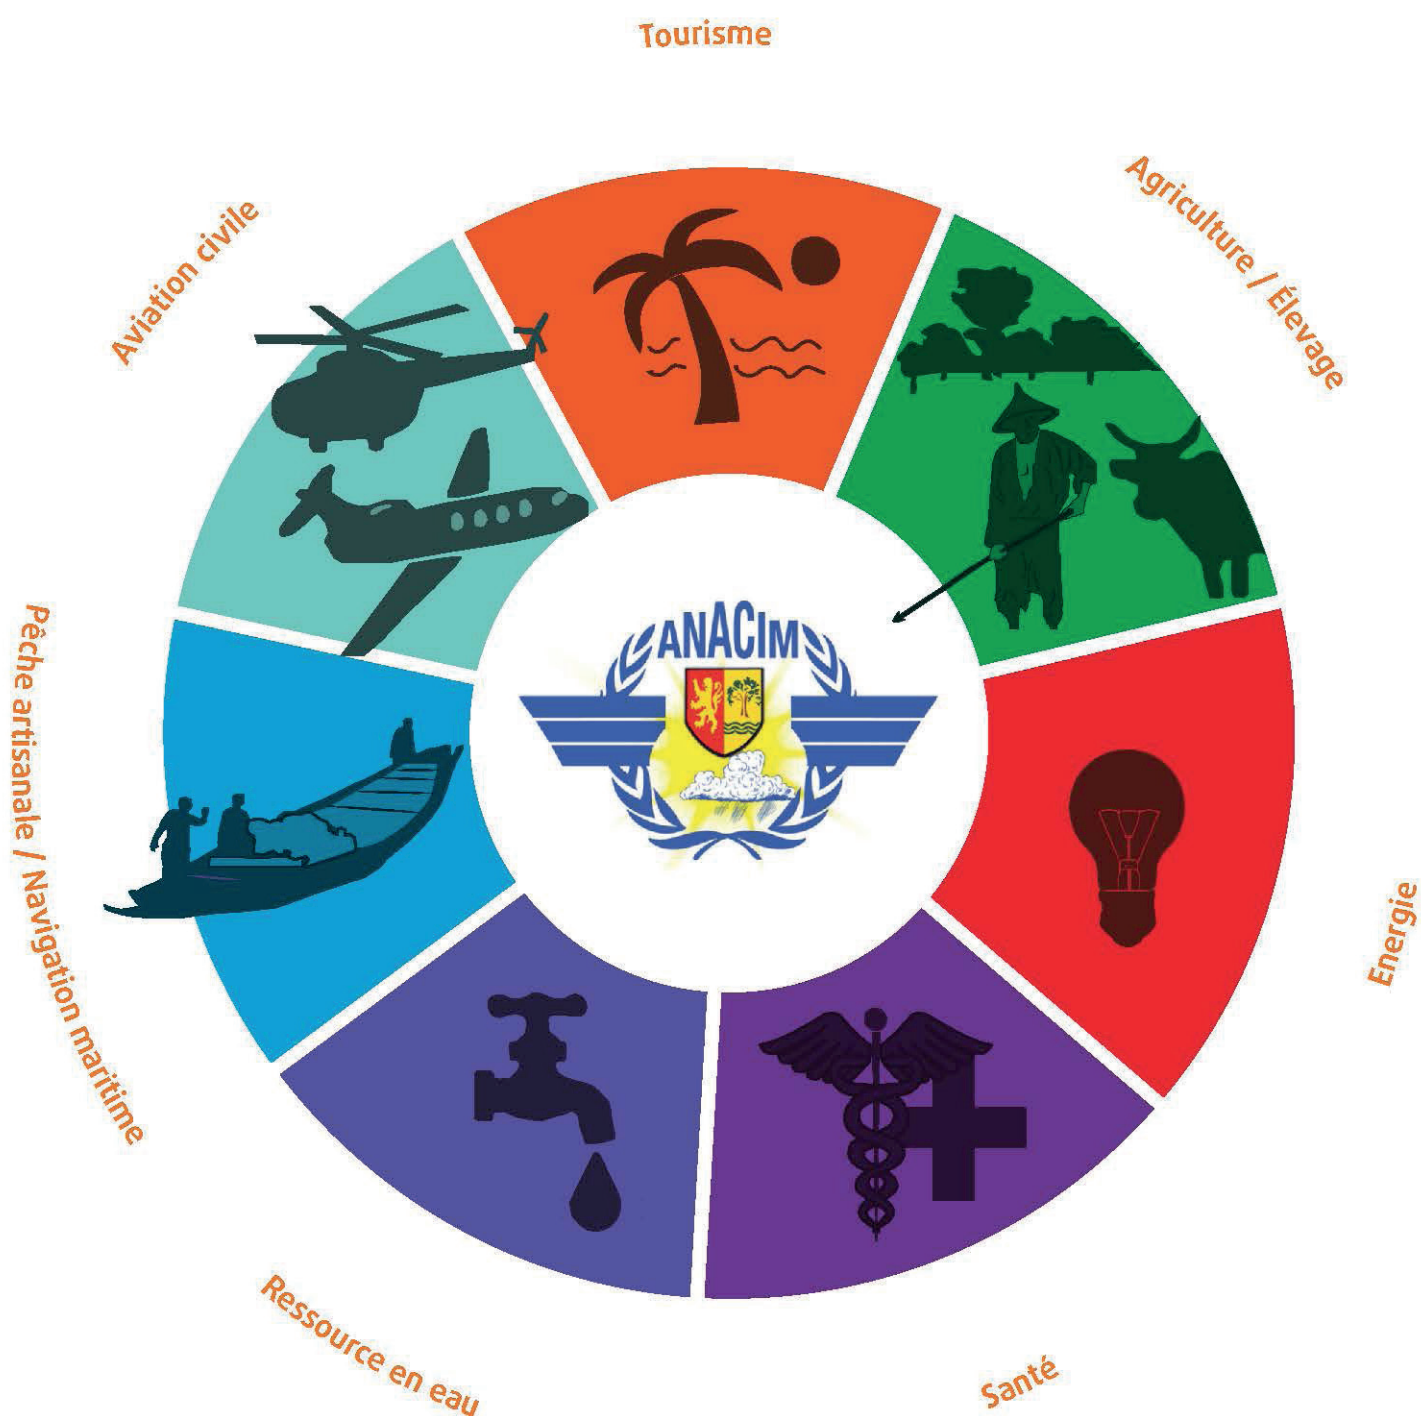 Tourisme
Agriculture / Élevage
Energie
Santé
Ressource en eau
Pêche artisanale / Navigation maritime
Aviation civile
ANACIM